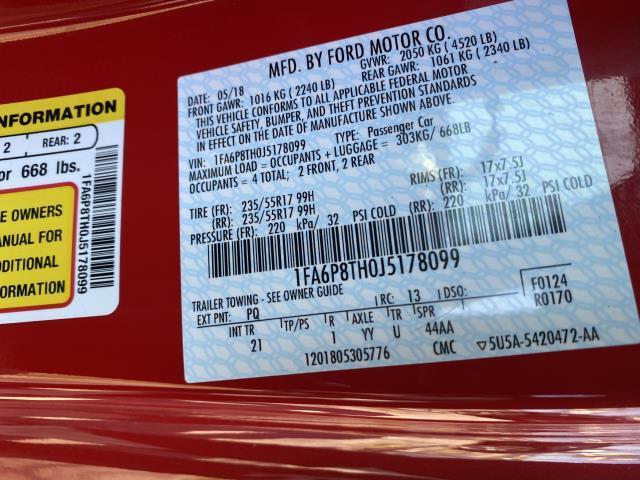 INFORMATION
2
REAR: 2
or 668 lbs.
E OWNERS
ANUAL FOR
DDITIONAL
FORMATION
1FA6P8TH0J5178099
MFD. BY FORD MOTOR CO.
DATE: 05/18 GVWR: 2050 KG ( 4520 LB)
FRONT GAWR: 1016 KG ( 2240 LB) REAR GAWR: 1061 KG ( 2340 LB)
THIS VEHICLE CONFORMS TO ALL APPLICABLE FEDERAL MOTOR
VEHICLE SAFETY, BUMPER, AND THEFT PREVENTION STANDARDS
IN EFFECT ON THE DATE OF MANUFACTURE SHOWN ABOVE.
VIN: 1FA6P8TH0J5178099 TYPE: Passenger Car
MAXIMUM LOAD = OCCUPANTS + LUGGAGE = 303KG/ 668LB
OCCUPANTS = 4 TOTAL; 2 FRONT, 2 REAR
TIRE (FR): 235/55R17 99H RIMS (FR): 17x7.5J
(RR): 235/55R17 99H (RR): 17x7.5J
PRESSURE (FR): 220 kPa/ 32 PSI COLD (RR): 220 kPa/ 32 PSI COLD
1FA6P8TH0J5178099
TRAILER TOWING - SEE OWNER GUIDE
EXT PNT: PQ RC: 13 DSO: F0124
R0170
INT TR TP/PS R AXLE TR SPR
21 1 YY U 44AA
1201805305776 CMC ▽5U5A-5420472-AA